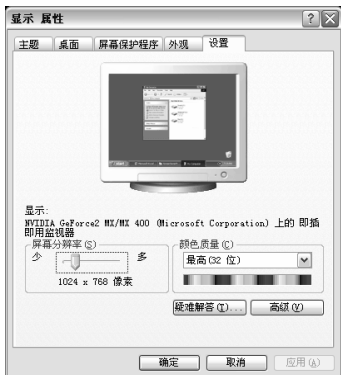 显示 属性
主题 桌面 屏幕保护程序 外观 设置
显示:
NVIDIA GeForce2 MX/MX 400 (Microsoft Corporation) 上的 即插
即用监视器
屏幕分辨率(S) 颜色质量(C)
少 多 最高(32 位)
1024 x 768 像素
疑难解答(T)... 高级(V)
确定 取消 应用(A)